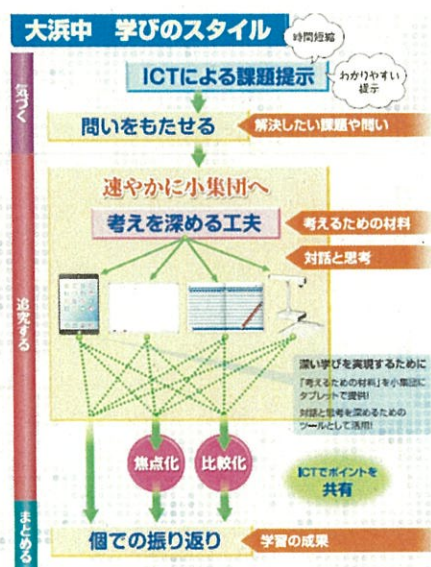 大浜中　学びのスタイル
時間短縮
ICTによる課題提示
わかりやすい
提示
気づく
問いをもたせる
解決したい課題や問い
速やかに小集団へ
考えを深める工夫
考えるための材料
対話と思考
追究する
深い学びを実現するために
「考えるための材料」を小集団に
タブレットで提供!
対話と思考を深めるための
ツールとして活用!
焦点化
比較化
ICTでポイントを
共有
まとめる
個での振り返り
学習の成果